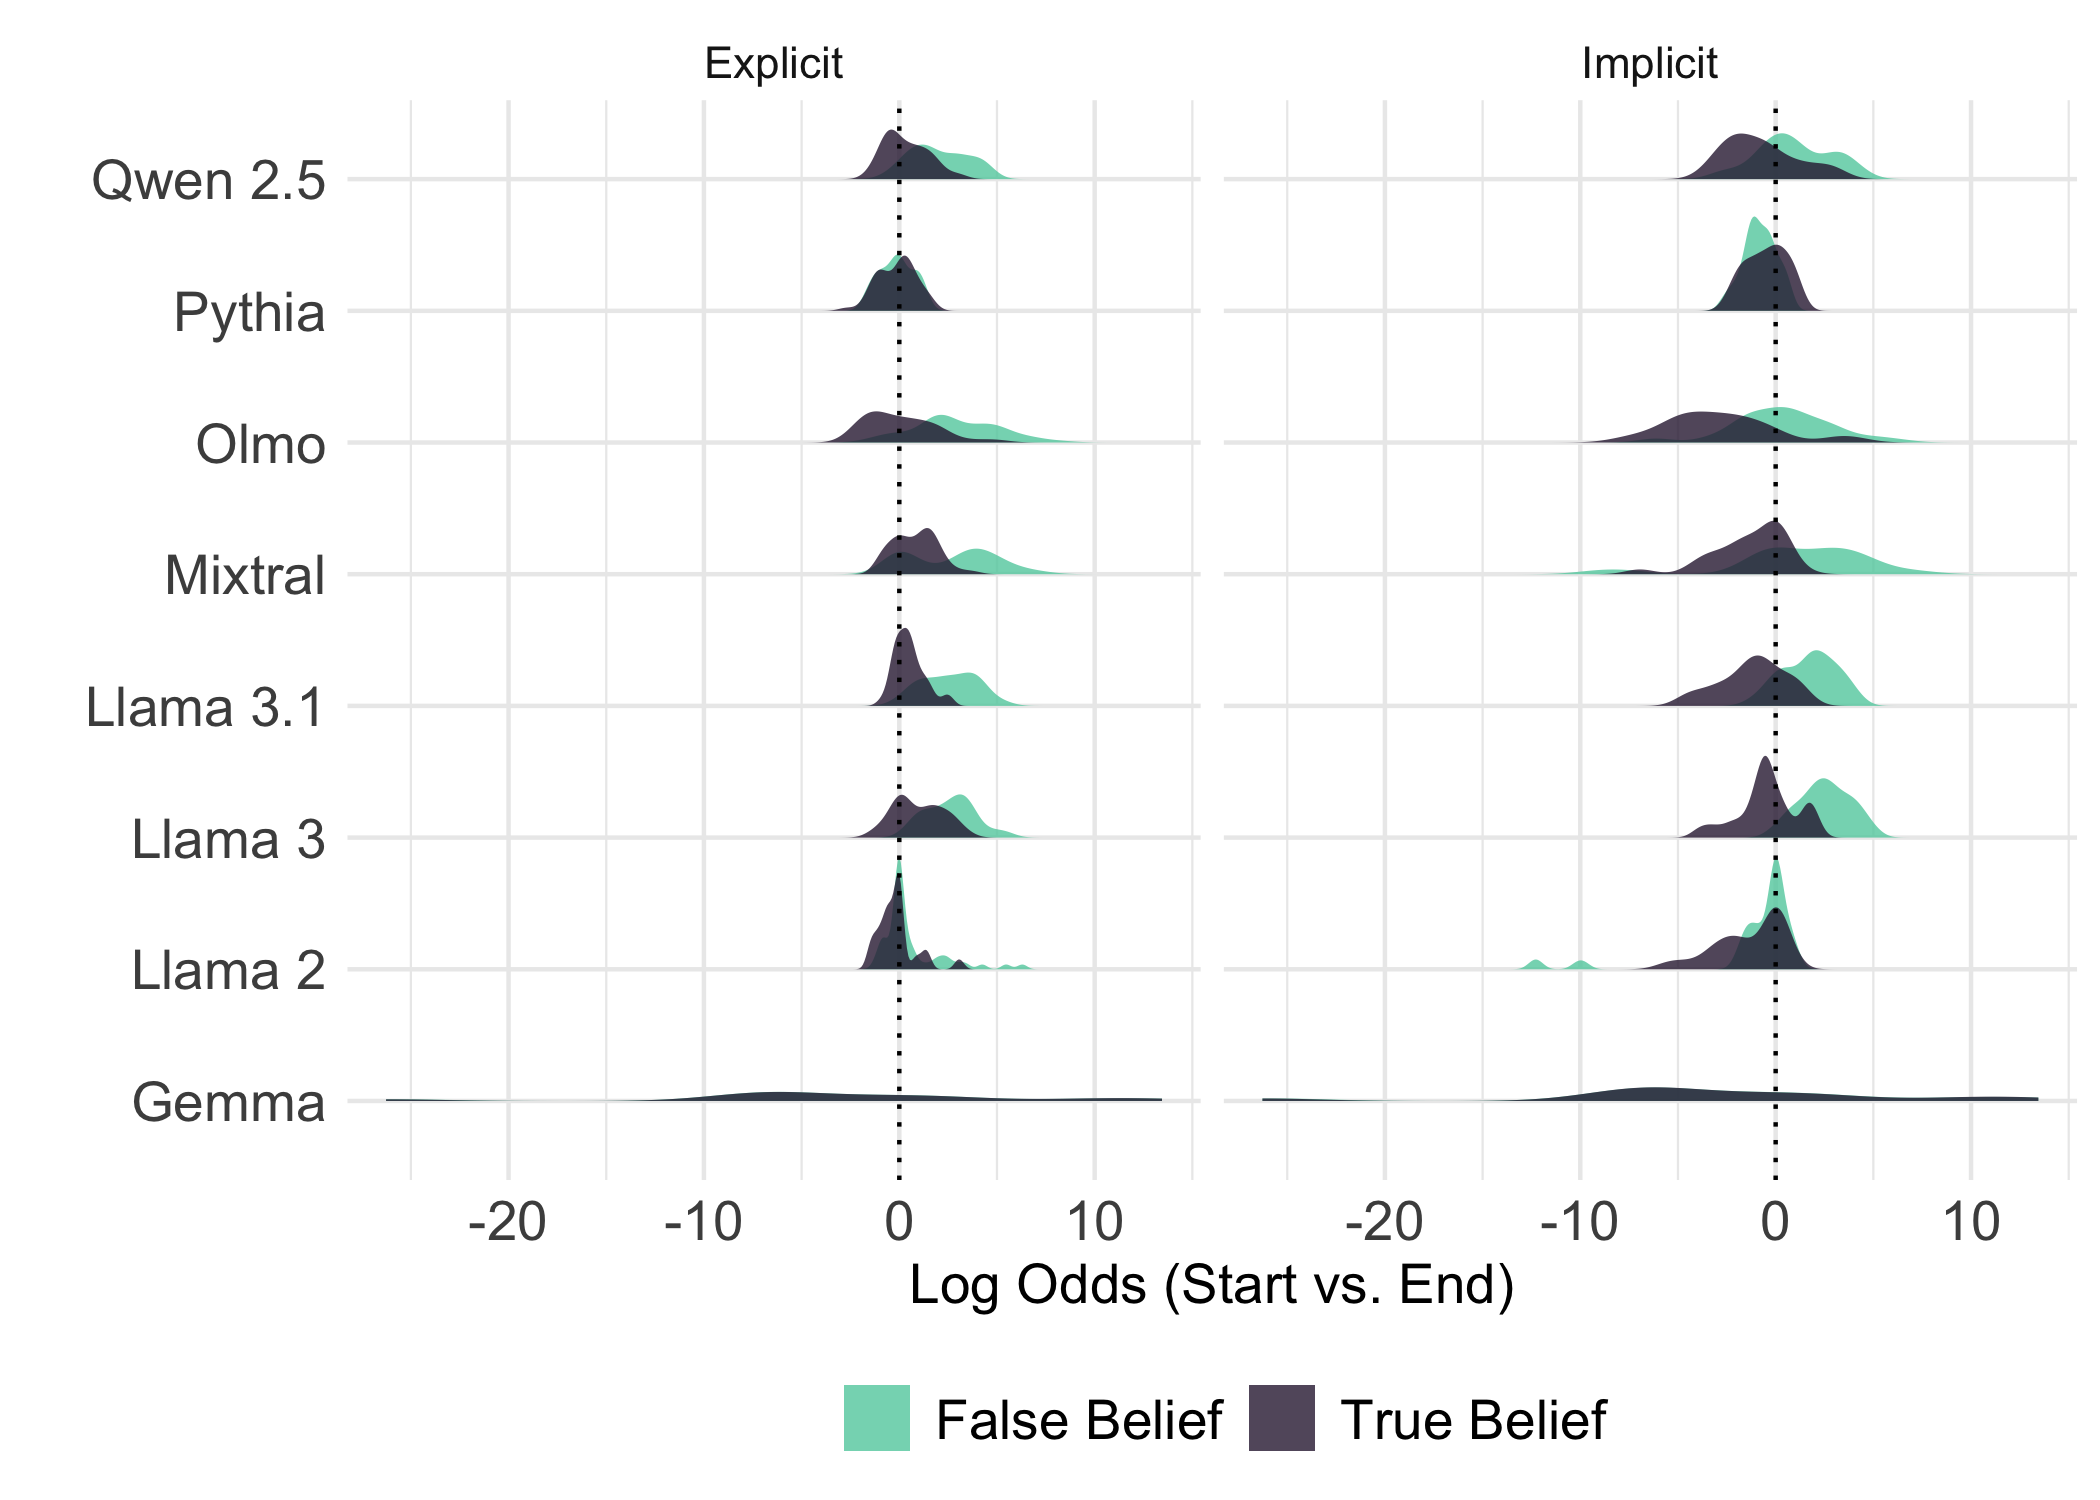 Explicit
Implicit
Qwen 2.5
Pythia
Olmo
Mixtral
Llama 3.1
Llama 3
Llama 2
Gemma
-20 -10 0 10
-20 -10 0 10
Log Odds (Start vs. End)
False Belief
True Belief